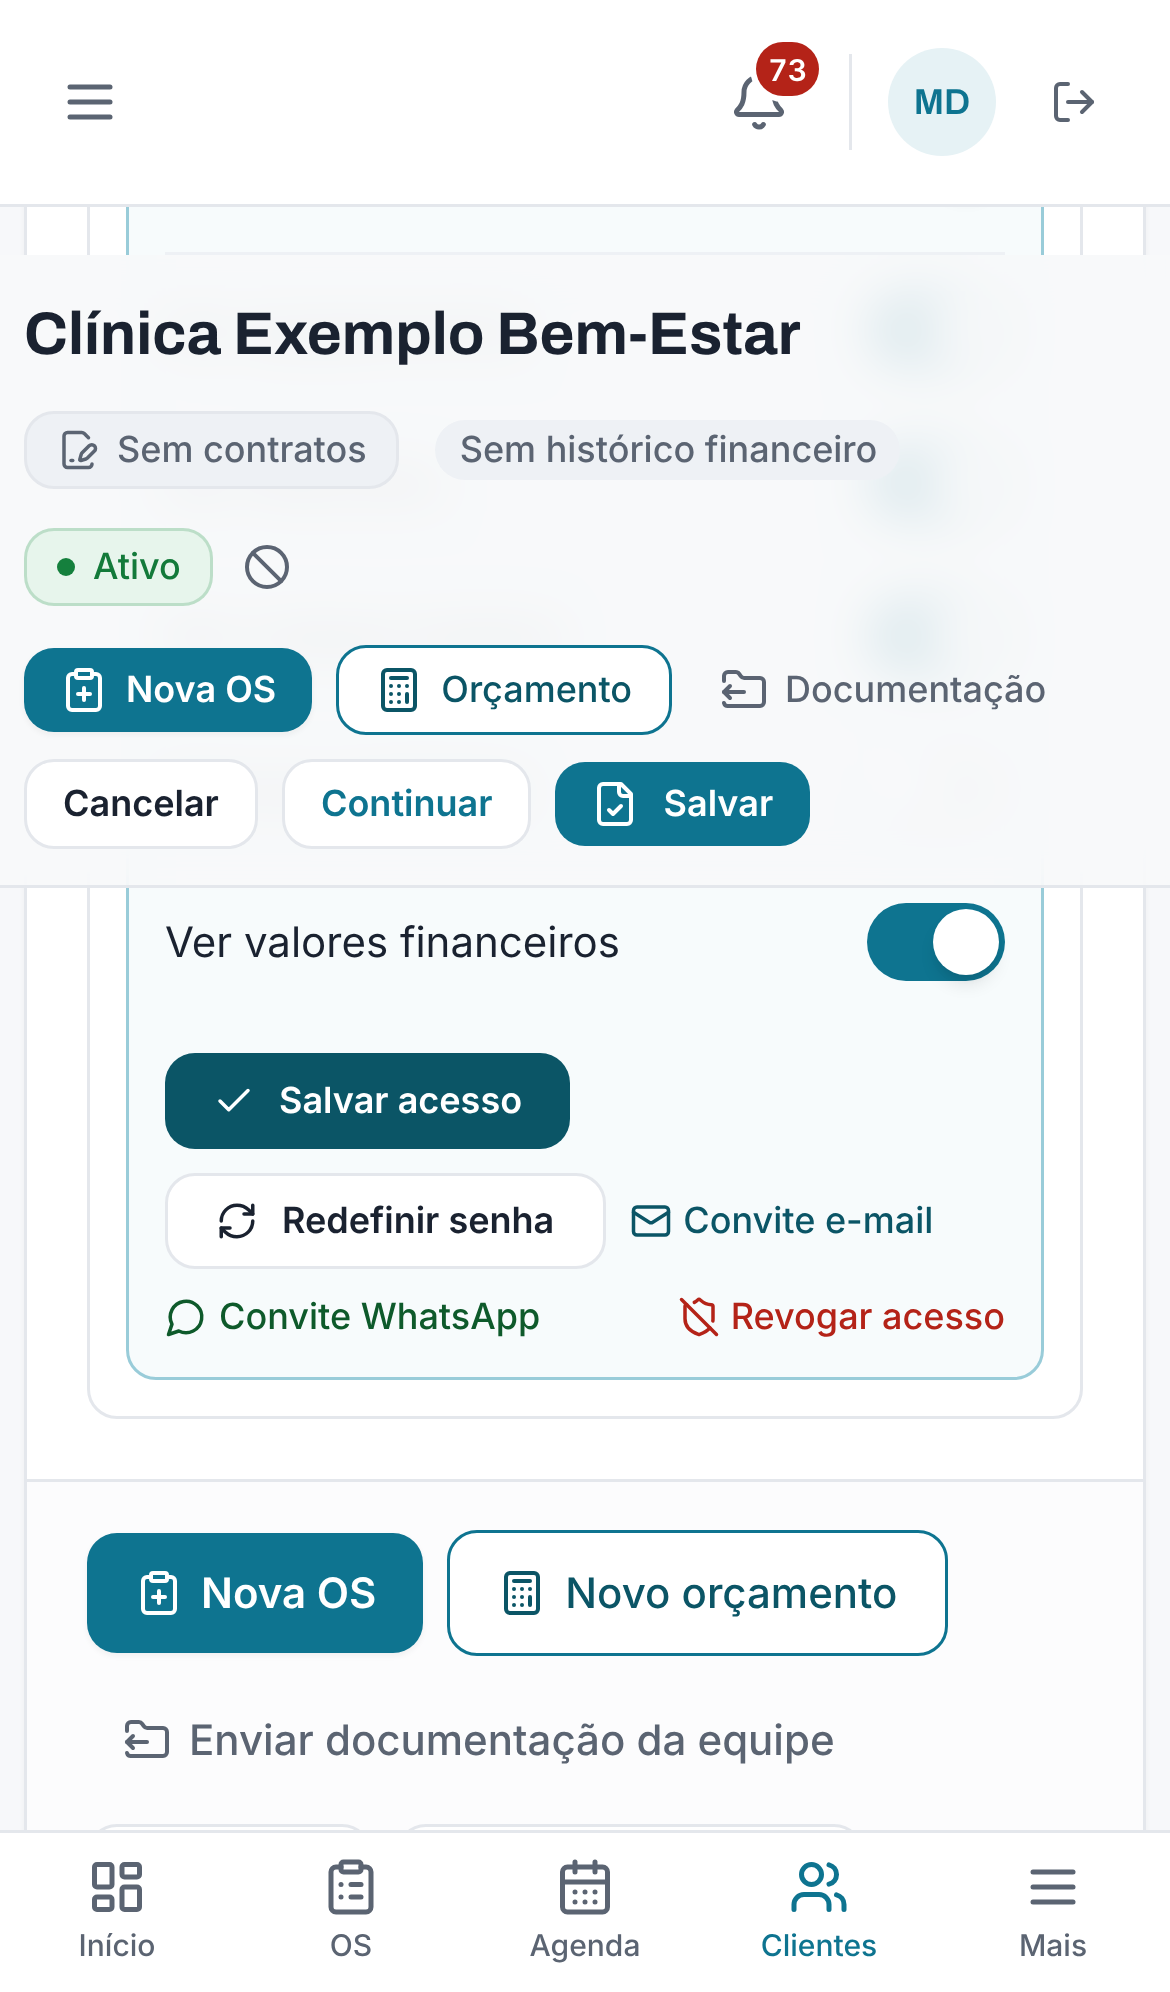 73
MD
Clínica Exemplo Bem-Estar
Sem contratos
Sem histórico financeiro
Ativo
Nova OS
Orçamento
Documentação
Cancelar
Continuar
Salvar
Ver valores financeiros
Salvar acesso
Redefinir senha
Convite e-mail
Convite WhatsApp
Revogar acesso
Nova OS
Novo orçamento
Enviar documentação da equipe
Início
OS
Agenda
Clientes
Mais